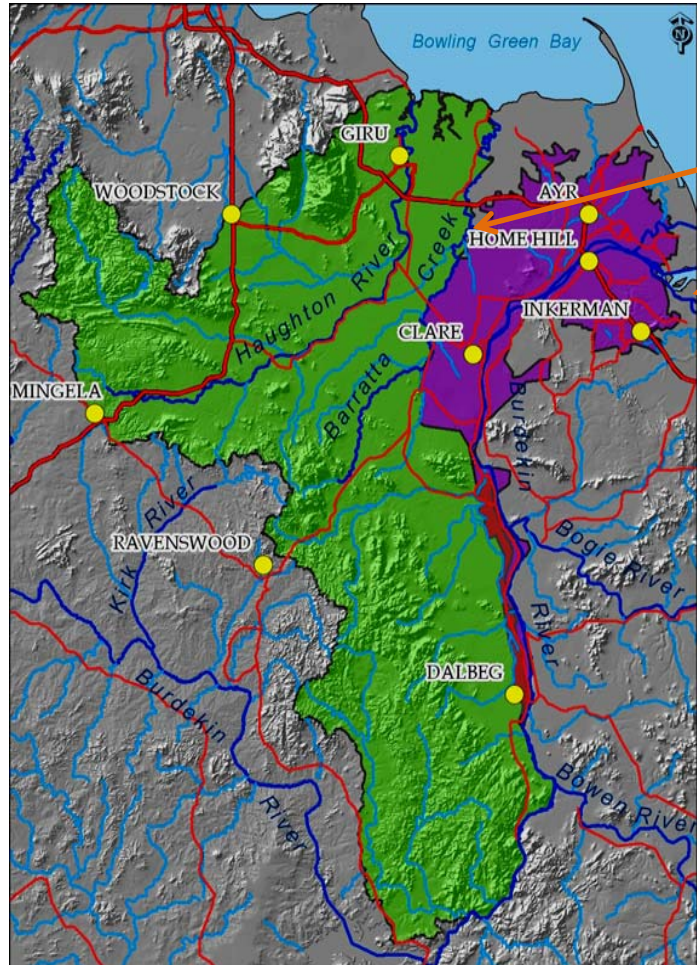 Bowling Green Bay
N
GIRU
WOODSTOCK
AYR
HOME HILL
Haughton River
Barratta Creek
CLARE
INKERMAN
MINGELA
Burdekin River
Kirk River
RAVENSWOOD
Bogie River
DALBEG
Burdekin River
Bowen River